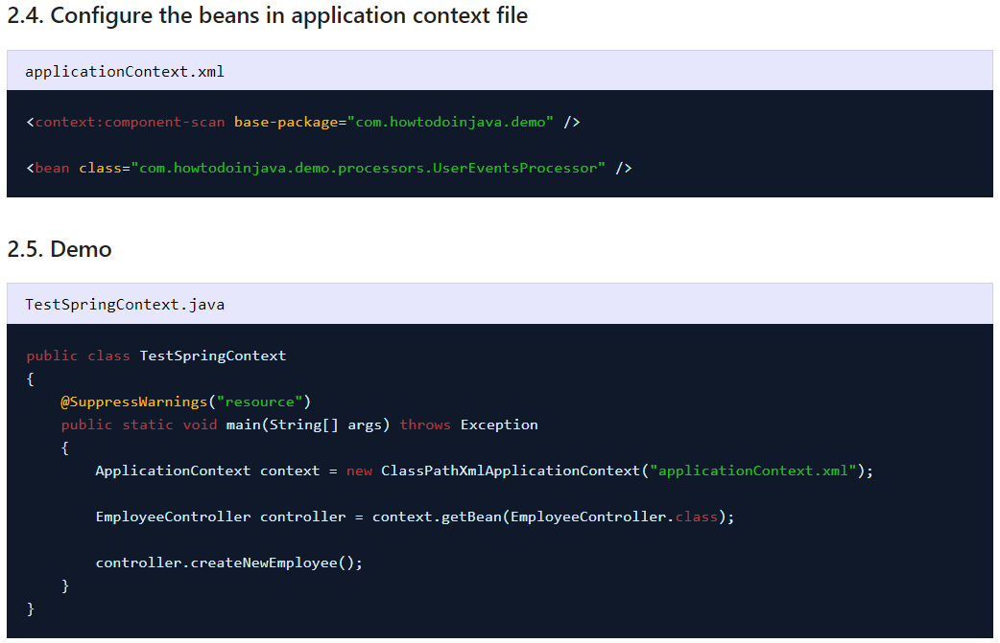 2.4. Configure the beans in application context file
applicationContext.xml
<context:component-scan base-package="com.howtodoinjava.demo" />
<bean class="com.howtodoinjava.demo.processors.UserEventsProcessor" />
2.5. Demo
TestSpringContext.java
public class TestSpringContext
{
    @SuppressWarnings("resource")
    public static void main(String[] args) throws Exception
    {
        ApplicationContext context = new ClassPathXmlApplicationContext("applicationContext.xml");
        EmployeeController controller = context.getBean(EmployeeController.class);
        controller.createNewEmployee();
    }
}